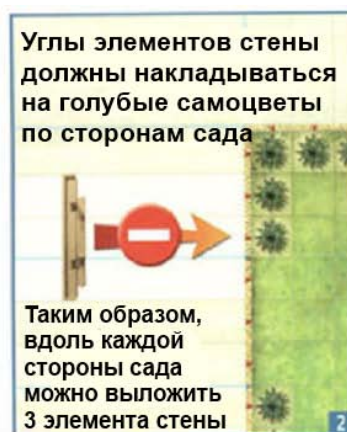 Углы элементов стены
должны накладываться
на голубые самоцветы
по сторонам сада
Таким образом,
вдоль каждой
стороны сада
можно выложить
3 элемента стены
2